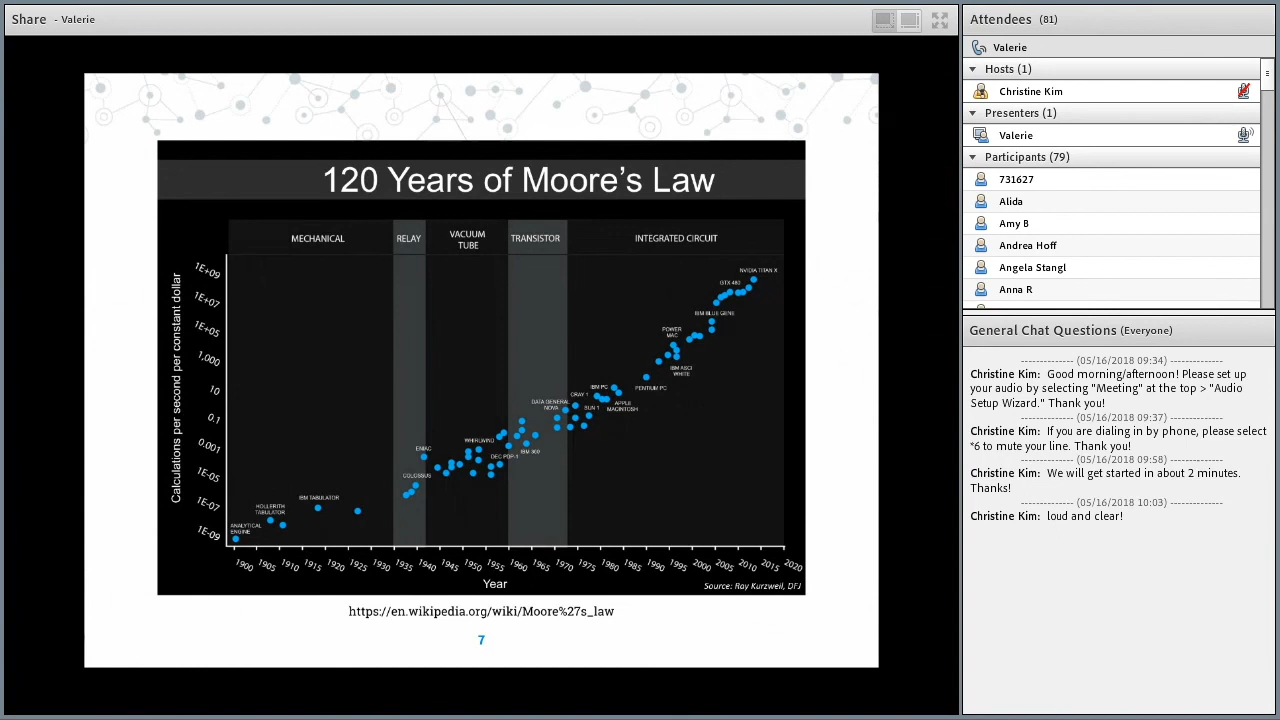 Share - Valerie
120 Years of Moore's Law
MECHANICAL
RELAY
VACUUM
TUBE
TRANSISTOR
INTEGRATED CIRCUIT
Calculations per second per constant dollar
1E+09
1E+07
1E+05
1,000
10
0.1
0.001
1E-05
1E-07
1E-09
ANALYTICAL
ENGINE
HOLLERITH
TABULATOR
IBM TABULATOR
COLOSSUS
ENIAC
WHIRLWIND
DEC PDP-1
IBM 360
DATA GENERAL
NOVA
CRAY 1
SUN 1
IBM PC
APPLE
MACINTOSH
PENTIUM PC
POWER
MAC
IBM ASCI
WHITE
IBM BLUE GENE
GTX 480
NVIDIA TITAN X
1900 1905 1910 1915 1920 1925 1930 1935 1940 1945 1950 1955 1960 1965 1970 1975 1980 1985 1990 1995 2000 2005 2010 2015 2020
Year
Source: Ray Kurzweil, DFJ
https://en.wikipedia.org/wiki/Moore%27s_law
7
Attendees (81)
Valerie
Hosts (1)
Christine Kim
Presenters (1)
Valerie
Participants (79)
731627
Alida
Amy B
Andrea Hoff
Angela Stangl
Anna R
General Chat Questions (Everyone)
------------------ (05/16/2018 09:34) --------------
Christine Kim: Good morning/afternoon! Please set up
your audio by going to "Meeting" at the top > "Audio
Setup Wizard". Thank you!
------------------ (05/16/2018 09:37) --------------
Christine Kim: If you are dialing in by phone, please select
*6 to mute your line. Thank you!
------------------ (05/16/2018 09:58) --------------
Christine Kim: We will get started in about 2 minutes.
Thanks!
------------------ (05/16/2018 10:03) --------------
Christine Kim: loud and clear!